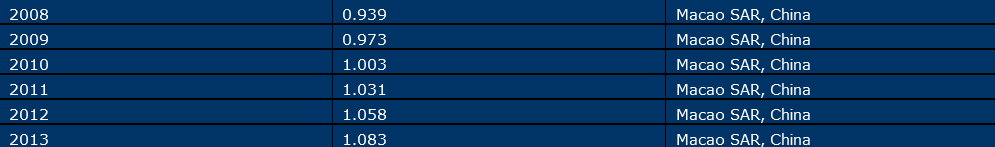 2008 0.939 Macao SAR, China
2009 0.973 Macao SAR, China
2010 1.003 Macao SAR, China
2011 1.031 Macao SAR, China
2012 1.058 Macao SAR, China
2013 1.083 Macao SAR, China